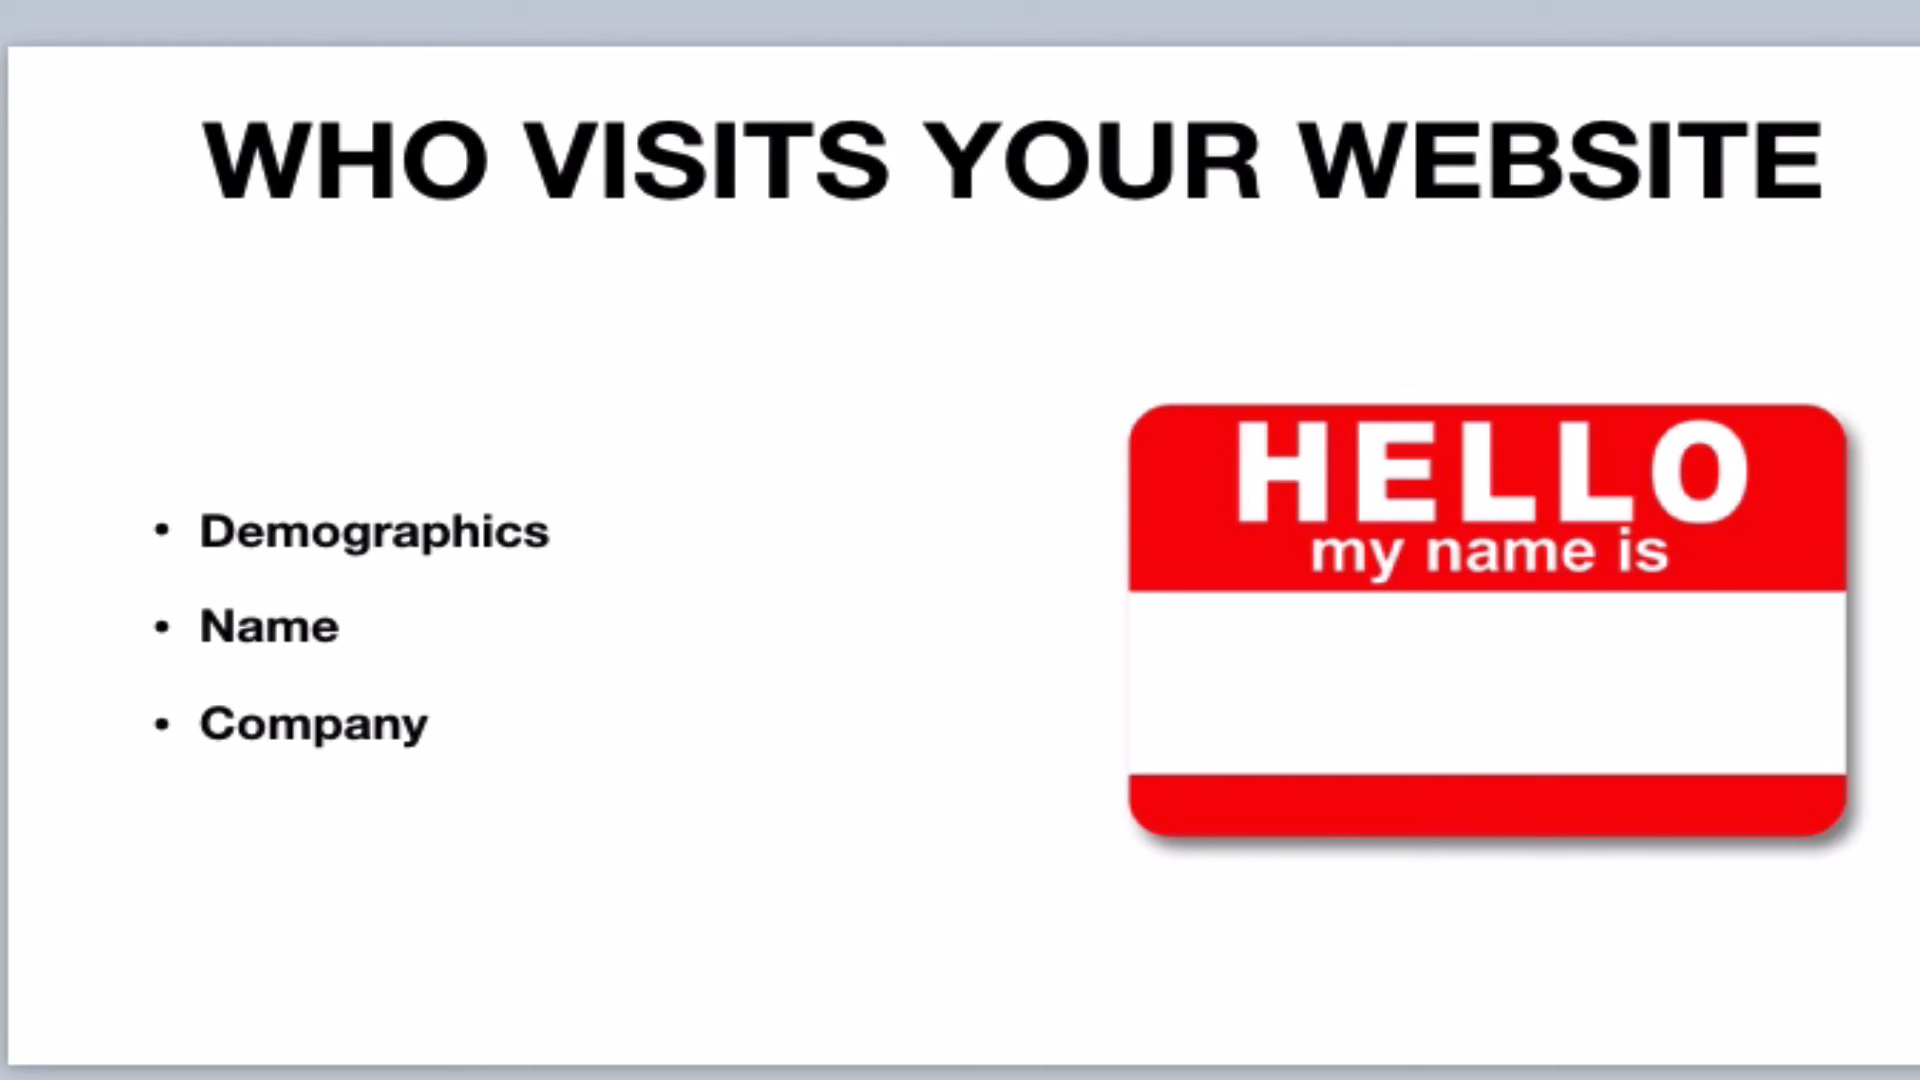 WHO VISITS YOUR WEBSITE
• Demographics
• Name
• Company
HELLO
my name is